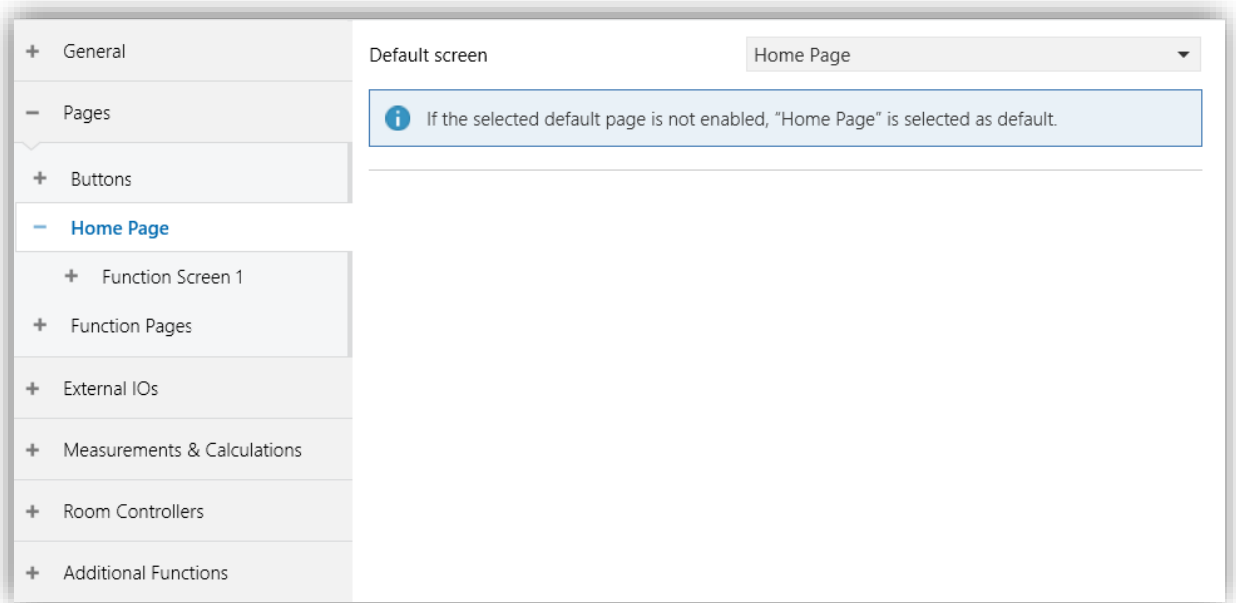 General
Pages
Buttons
Home Page
Function Screen 1
Function Pages
External IOs
Measurements & Calculations
Room Controllers
Additional Functions
Default screen
Home Page
If the selected default page is not enabled, “Home Page” is selected as default.